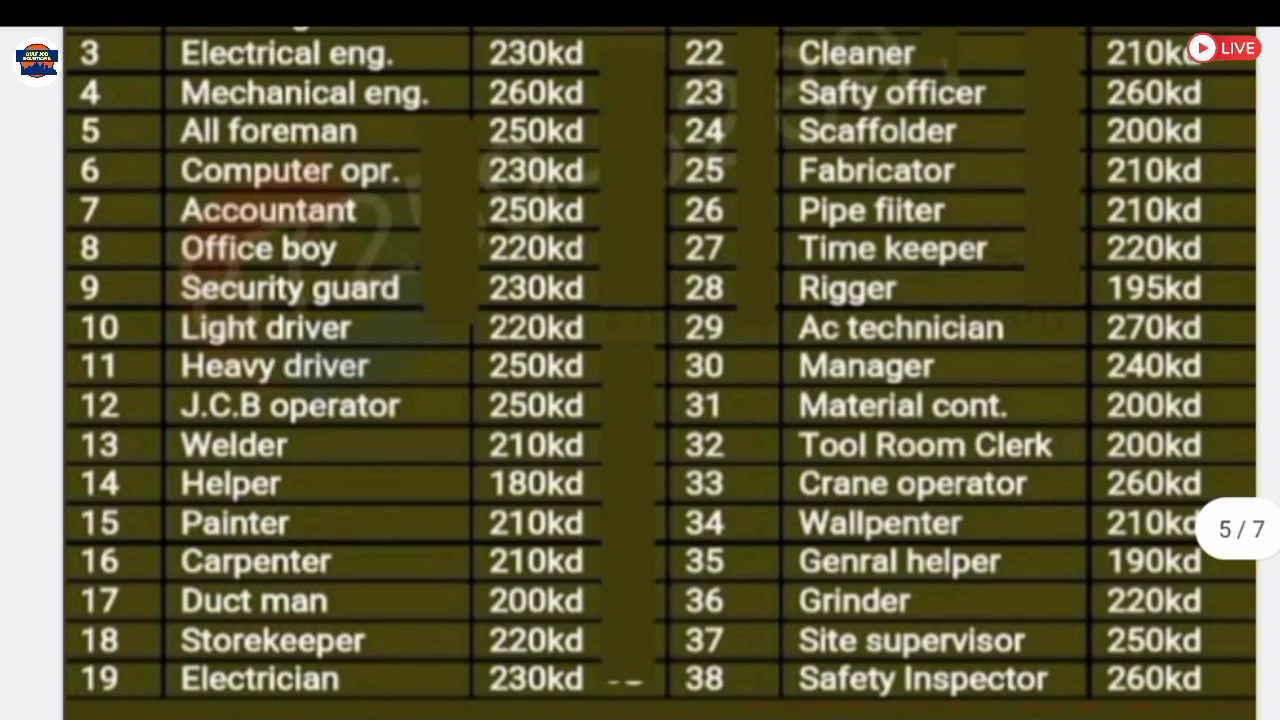 3 Electrical eng. 230kd 22 Cleaner 210kd
LIVE
4 Mechanical eng. 260kd 23 Safty officer 260kd
5 All foreman 250kd 24 Scaffolder 200kd
6 Computer opr. 230kd 25 Fabricator 210kd
7 Accountant 250kd 26 Pipe fiiter 210kd
8 Office boy 220kd 27 Time keeper 220kd
9 Security guard 230kd 28 Rigger 195kd
10 Light driver 220kd 29 Ac technician 270kd
11 Heavy driver 250kd 30 Manager 240kd
12 J.C.B operator 250kd 31 Material cont. 200kd
13 Welder 210kd 32 Tool Room Clerk 200kd
14 Helper 180kd 33 Crane operator 260kd
15 Painter 210kd 34 Wallpenter 210kd
5 / 7
16 Carpenter 210kd 35 Genral helper 190kd
17 Duct man 200kd 36 Grinder 220kd
18 Storekeeper 220kd 37 Site supervisor 250kd
19 Electrician 230kd 38 Safety Inspector 260kd